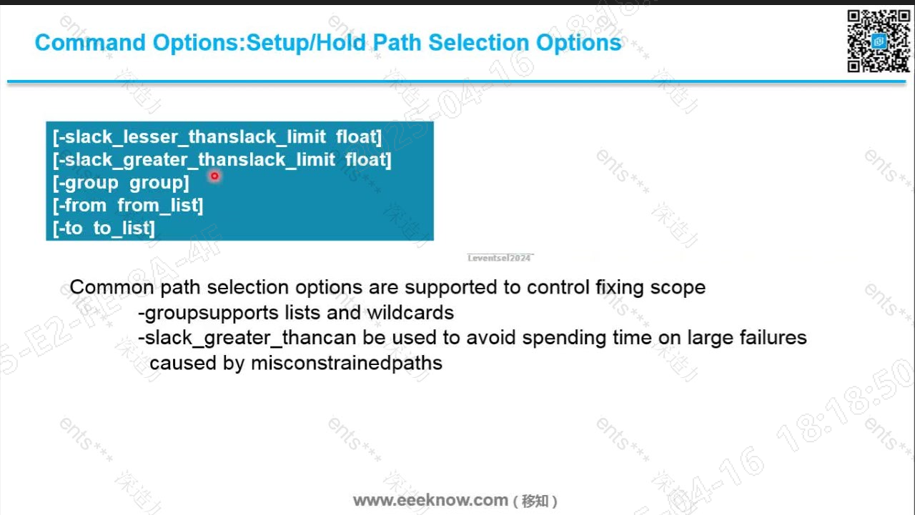 Command Options:Setup/Hold Path Selection Options
[-slack_lesser_thanslack_limit float]
[-slack_greater_thanslack_limit float]
[-group group]
[-from from_list]
[-to to_list]
Leventsel2024
Common path selection options are supported to control fixing scope
-groupsupports lists and wildcards
-slack_greater_thancan be used to avoid spending time on large failures
caused by misconstrainedpaths
www.eeeknow.com(移知)